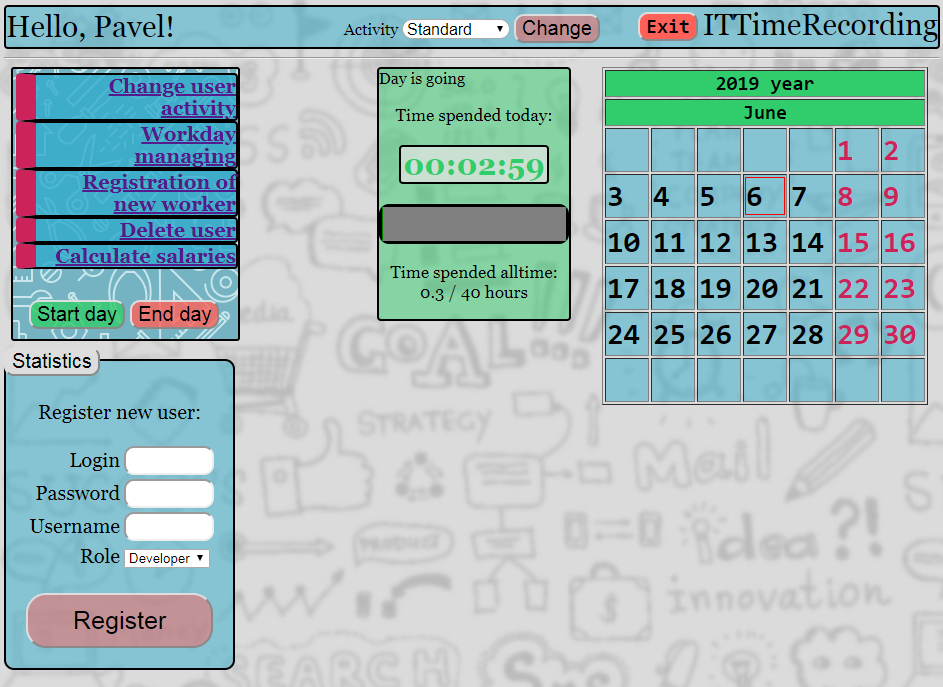 Hello, Pavel!
Activity Standard Change
Exit ITTimeRecording
Change user
activity
Workday
managing
Registration of
new worker
Delete user
Calculate salaries
Start day End day
Statistics
Register new user:
Login
Password
Username
Role Developer
Register
Day is going
Time spended today:
00:02:59
Time spended alltime:
0.3 / 40 hours
2019 year
June
1 2
3 4 5 6 7 8 9
10 11 12 13 14 15 16
17 18 19 20 21 22 23
24 25 26 27 28 29 30
GOAL...
STRATEGY
Mail
PRODUCT
idea?!
innovation
SEARCH